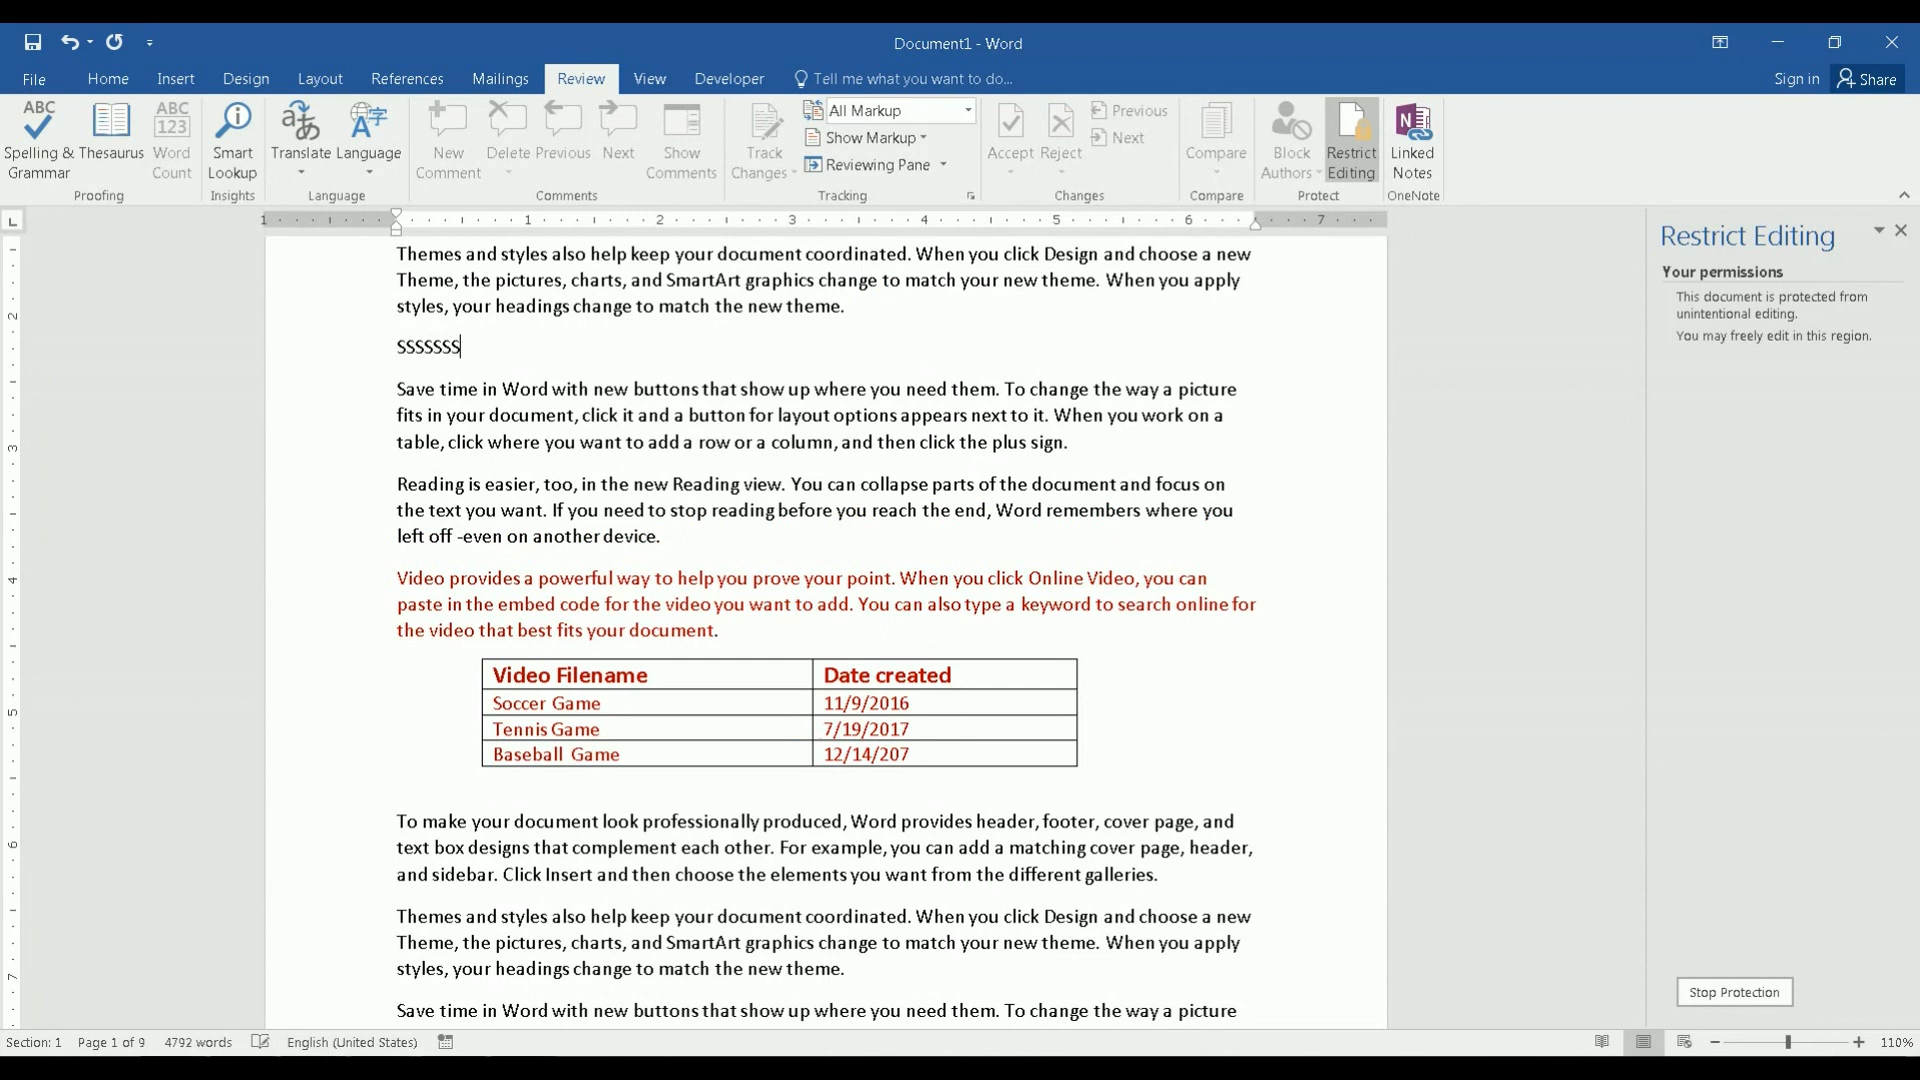 Document1 - Word
File Home Insert Design Layout References Mailings Review View Developer Tell me what you want to do... Sign in Share
ABC Spelling & Grammar
Thesaurus
ABC 123 Word Count
Proofing
Smart Lookup
Insights
Translate
Language
Language
New Comment
Delete
Previous
Next
Show Comments
Comments
Track Changes
All Markup
Show Markup
Reviewing Pane
Tracking
Accept
Reject
Previous
Next
Changes
Compare
Compare
Block Authors
Restrict Editing
Protect
Linked Notes
OneNote
1 1 2 3 4 5 6 7
2
3
4
5
6
7
Themes and styles also help keep your document coordinated. When you click Design and choose a new
Theme, the pictures, charts, and SmartArt graphics change to match your new theme. When you apply
styles, your headings change to match the new theme.
SSSSSSS
Save time in Word with new buttons that show up where you need them. To change the way a picture
fits in your document, click it and a button for layout options appears next to it. When you work on a
table, click where you want to add a row or a column, and then click the plus sign.
Reading is easier, too, in the new Reading view. You can collapse parts of the document and focus on
the text you want. If you need to stop reading before you reach the end, Word remembers where you
left off -even on another device.
Video provides a powerful way to help you prove your point. When you click Online Video, you can
paste in the embed code for the video you want to add. You can also type a keyword to search online for
the video that best fits your document.
Video Filename Date created
Soccer Game 11/9/2016
Tennis Game 7/19/2017
Baseball Game 12/14/207
To make your document look professionally produced, Word provides header, footer, cover page, and
text box designs that complement each other. For example, you can add a matching cover page, header,
and sidebar. Click Insert and then choose the elements you want from the different galleries.
Themes and styles also help keep your document coordinated. When you click Design and choose a new
Theme, the pictures, charts, and SmartArt graphics change to match your new theme. When you apply
styles, your headings change to match the new theme.
Save time in Word with new buttons that show up where you need them. To change the way a picture
Restrict Editing
Your permissions
This document is protected from
unintentional editing.
You may freely edit in this region.
Stop Protection
Section: 1 Page 1 of 9 4792 words English (United States) 110%